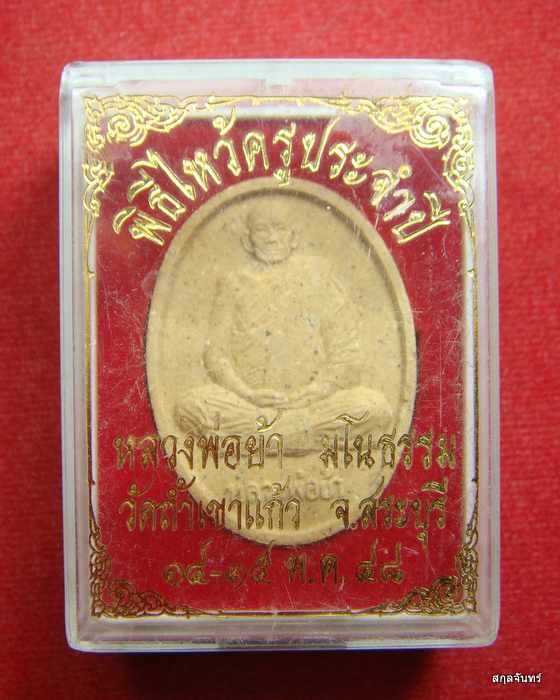 พิธีไหว้ครูประจำปี
หลวงพ่อย้า มโนธรรม
หลวงพ่อย้า
วัดถ้ำเขาแก้ว จ.สระบุรี
๑๔-๑๕ พ.ค. ๔๘
สกุลจันทร์